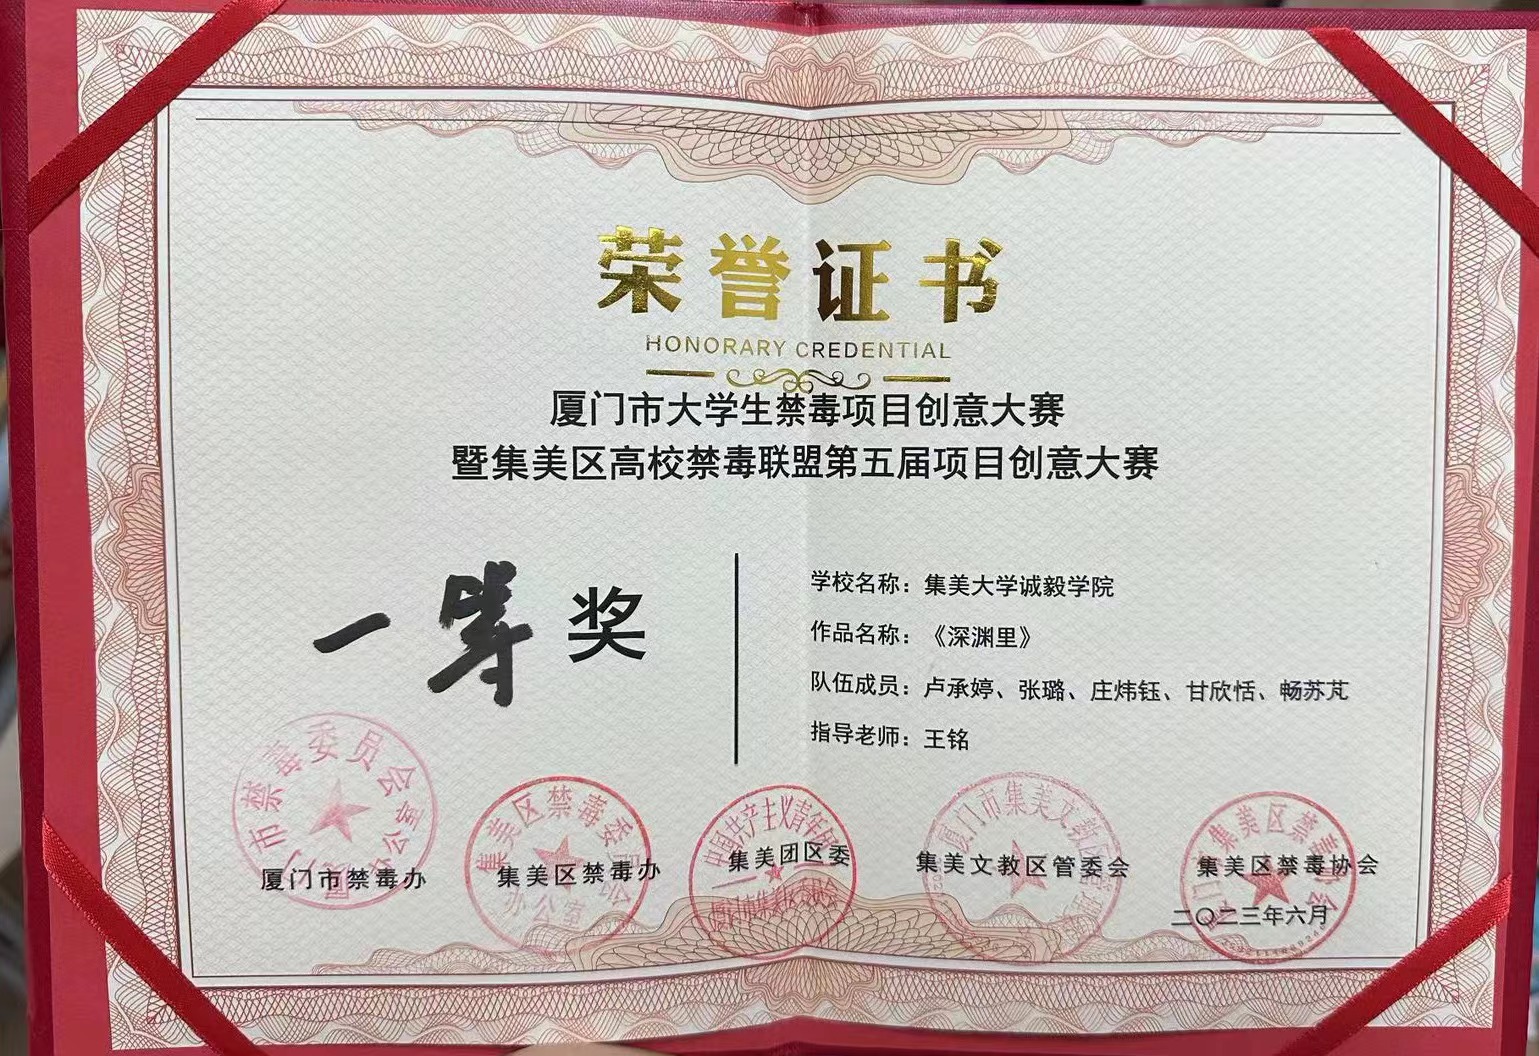 荣誉证书
HONORARY CREDENTIAL
厦门市大学生禁毒项目创意大赛
暨集美区高校禁毒联盟第五届项目创意大赛
一等奖
学校名称：集美大学诚毅学院
作品名称：《深渊里》
队伍成员：卢承婷、张璐、庄炜钰、甘欣恬、畅苏芃
指导老师：王铭
厦门市禁毒办
集美区禁毒办
集美团区委
集美文教区管委会
集美区禁毒协会
二〇二三年六月